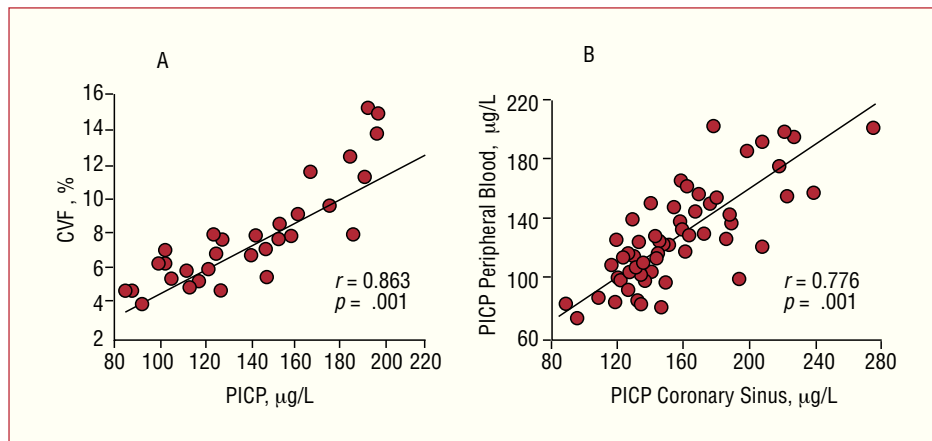 A
16
14
12
10
8
6
4
2
CVF , %
r = 0.863
p = .001
80 100 120 140 160 180 200 220
PICP, μg/L
B
220
180
140
100
60
PICP Peripheral Blood, μg/L
r = 0.776
p = .001
80 120 160 200 240 280
PICP Coronary Sinus, μg/L